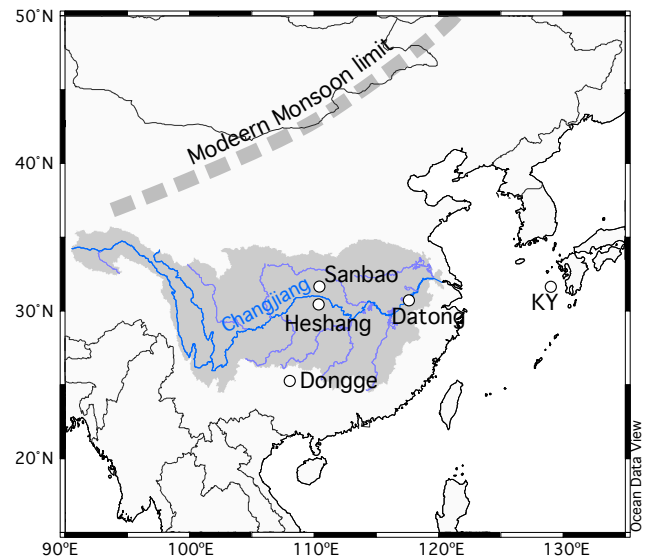 50°N
Modeern Monsoon limit
40°N
Sanbao
Changjiang
KY
30°N
Heshang
Datong
Dongge
20°N
Ocean Data View
90°E
100°E
110°E
120°E
130°E